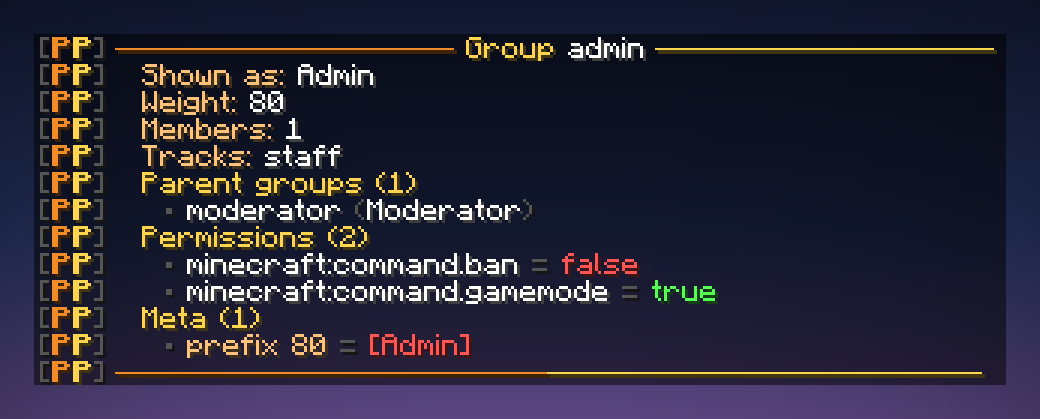 [PP] Group admin
[PP] Shown as: Admin
[PP] Weight: 80
[PP] Members: 1
[PP] Tracks: staff
[PP] Parent groups (1)
[PP] · moderator (Moderator)
[PP] Permissions (2)
[PP] · minecraft:command.ban = false
[PP] · minecraft:command.gamemode = true
[PP] Meta (1)
[PP] · prefix 80 = [Admin]
[PP]